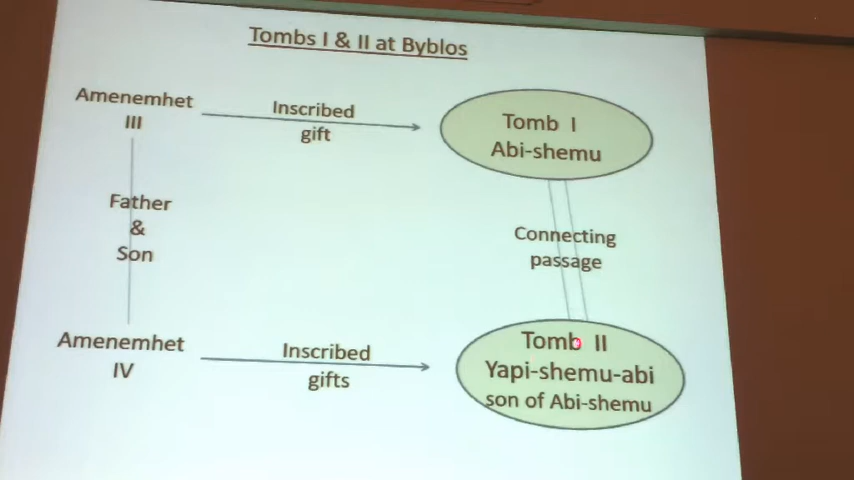 Tombs I & II at Byblos
Amenemhet
III
Inscribed
gift
Tomb I
Abi-shemu
Father
&
Son
Connecting
passage
Amenemhet
IV
Inscribed
gifts
Tomb II
Yapi-shemu-abi
son of Abi-shemu